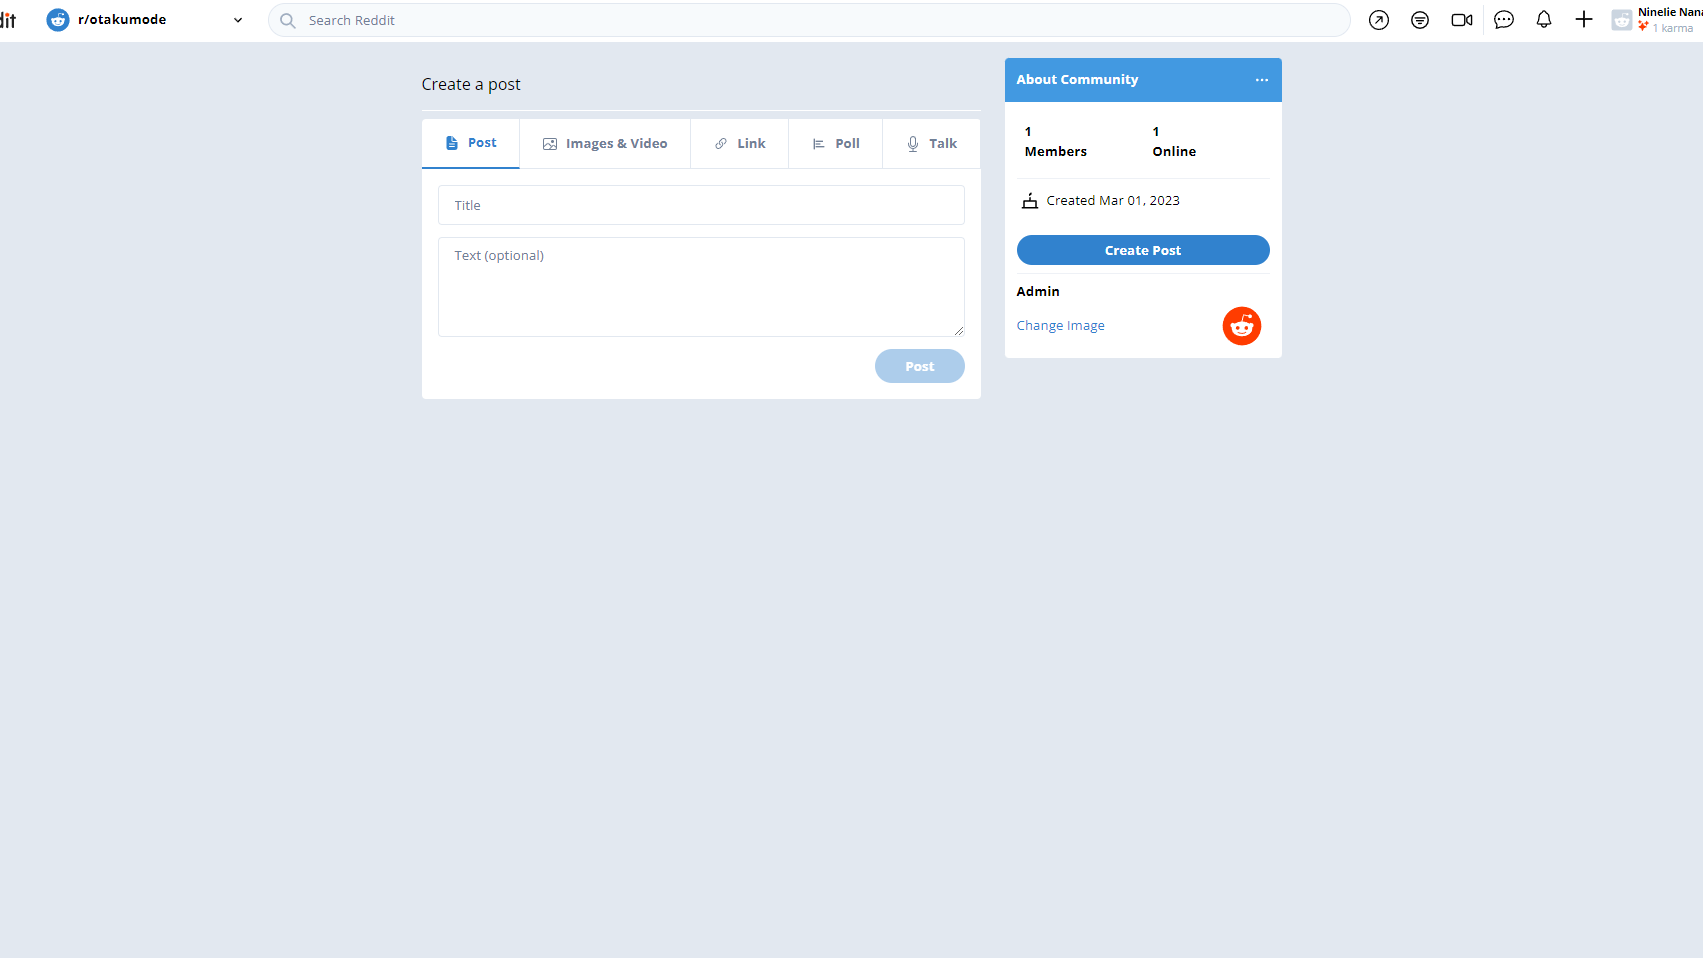 dit
r/otakumode
Search Reddit
Ninelie Nana
1 karma
Create a post
Post
Images & Video
Link
Poll
Talk
Title
Text (optional)
Post
About Community
1
Members
1
Online
Created Mar 01, 2023
Create Post
Admin
Change Image